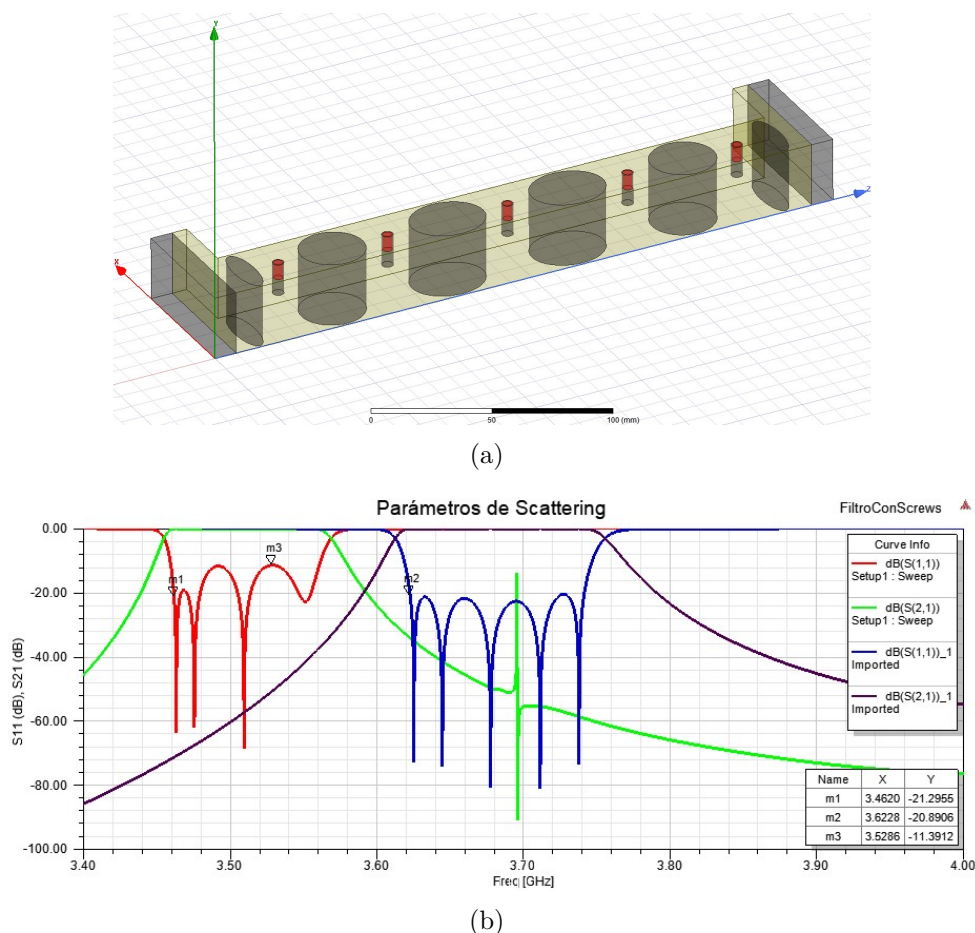 Y
X
Z
0
50
100 (mm)
(a)
Parámetros de Scattering
FiltroConScrews
0.00
-20.00
-40.00
-60.00
-80.00
-100.00
S11 (dB), S21 (dB)
m1
m2
m3
Curve Info
dB(S(1,1))
Setup1 : Sweep
dB(S(2,1))
Setup1 : Sweep
dB(S(1,1))_1
Imported
dB(S(2,1))_1
Imported
Name X Y
m1 3.4620 -21.2955
m2 3.6228 -20.8906
m3 3.5286 -11.3912
3.40 3.50 3.60 3.70 3.80 3.90 4.00
Freq [GHz]
(b)